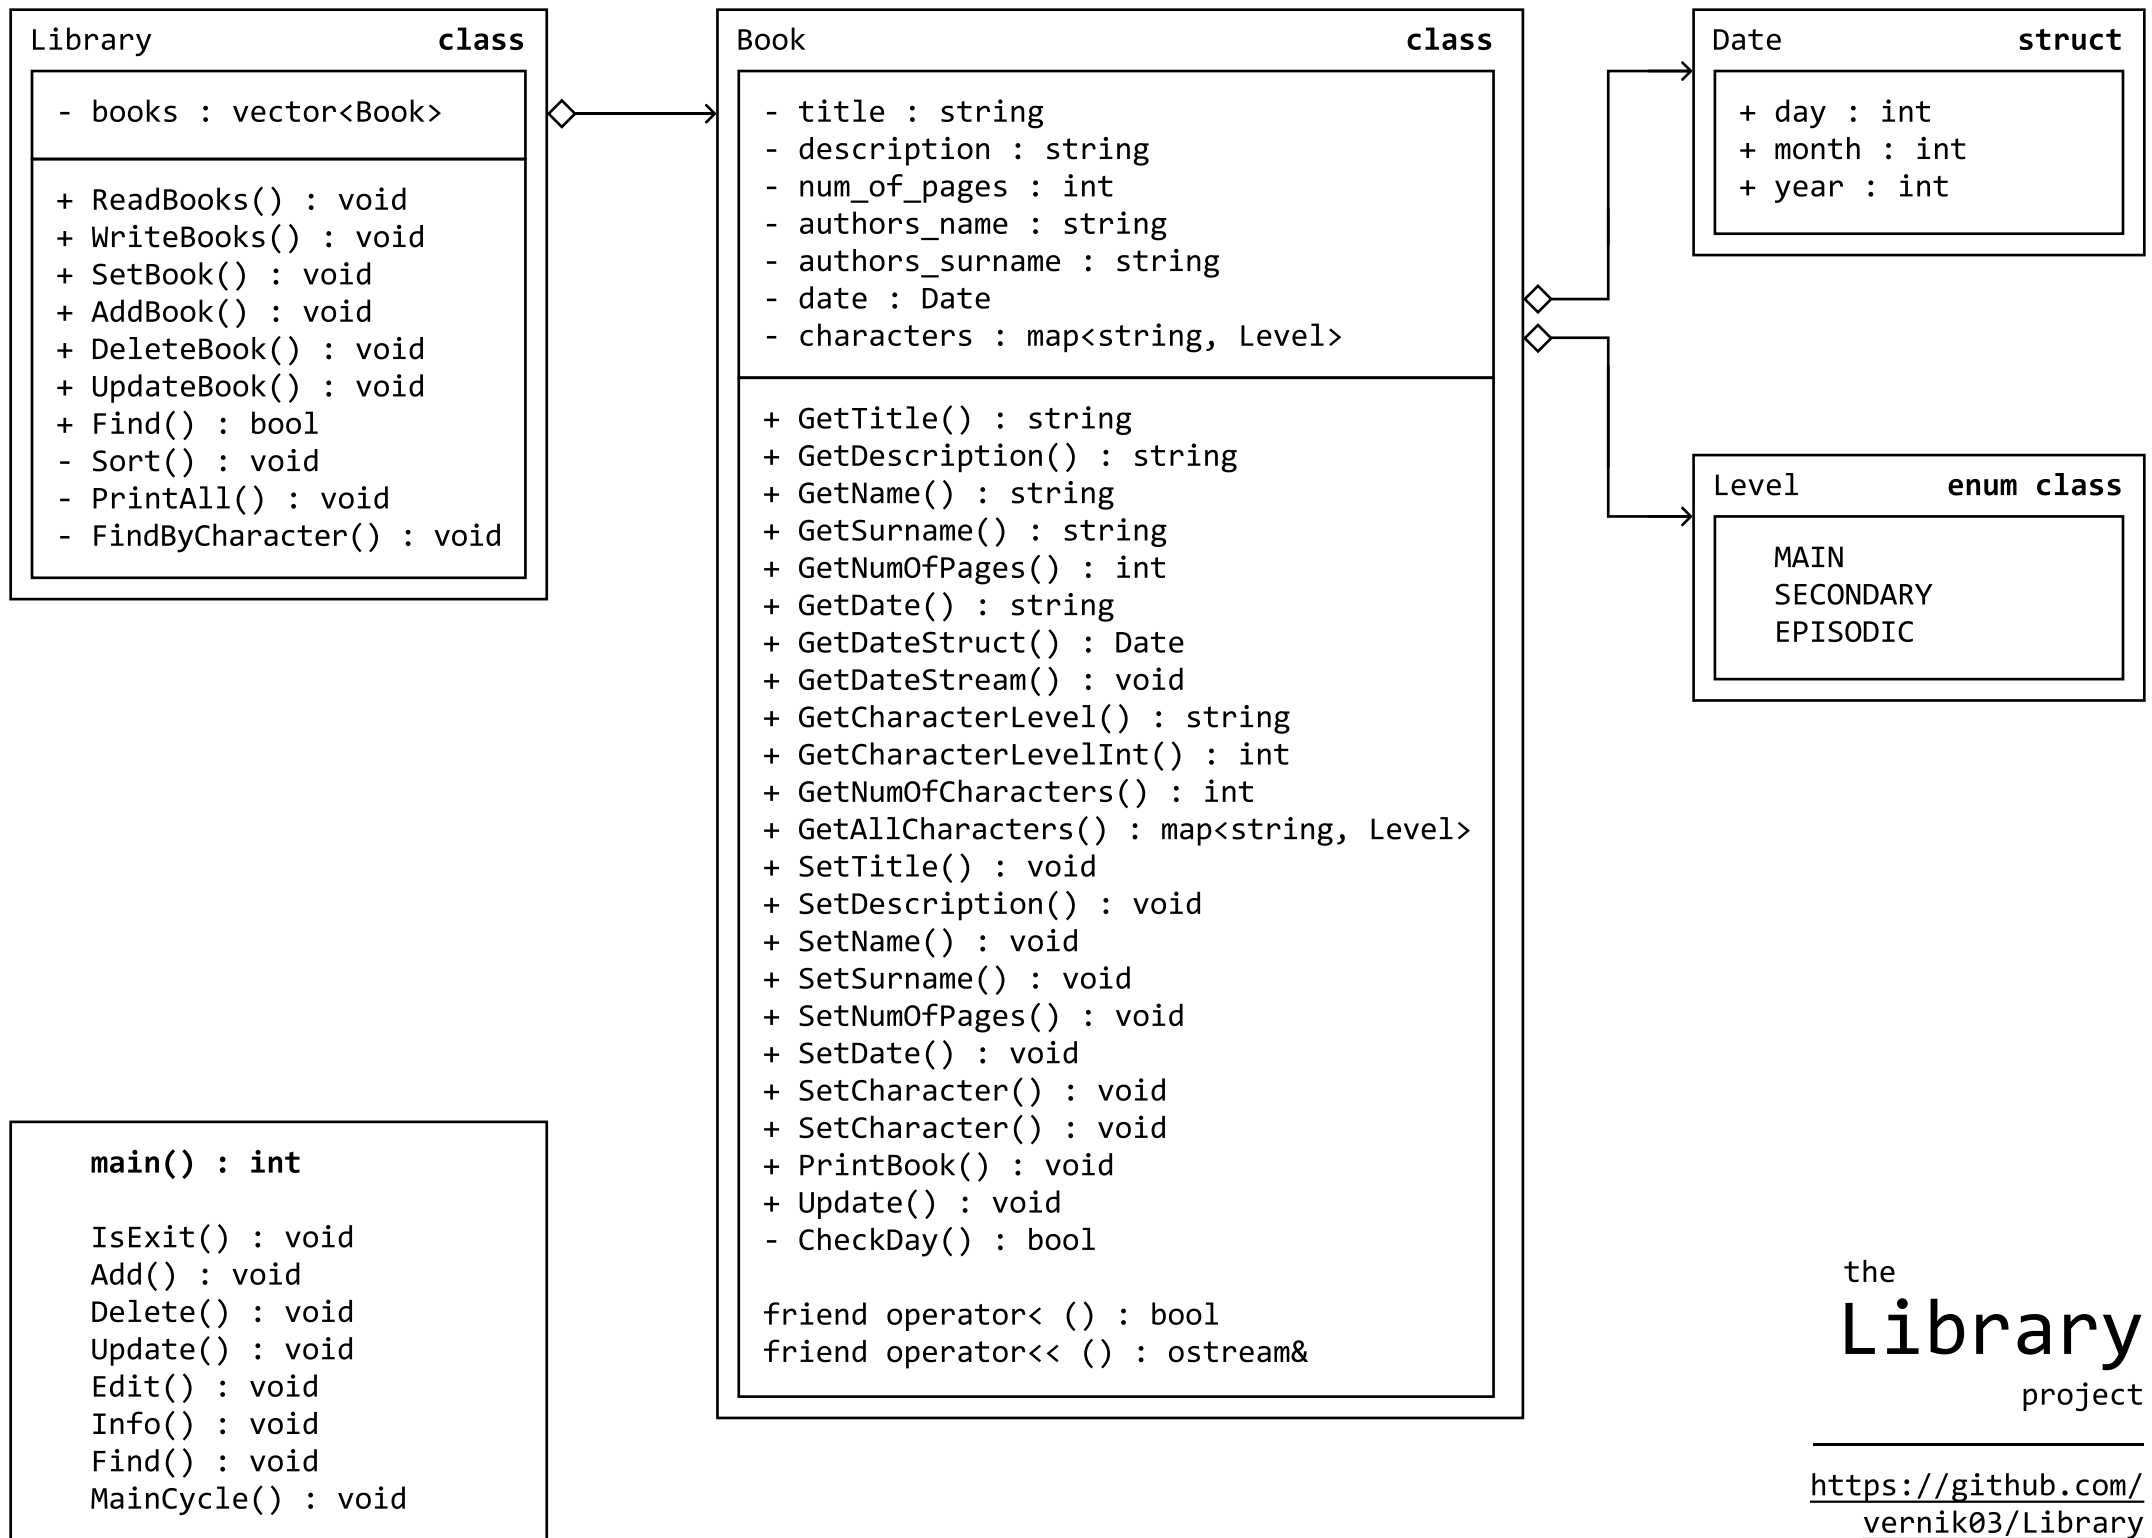 Library class
- books : vector<Book>
+ ReadBooks() : void
+ WriteBooks() : void
+ SetBook() : void
+ AddBook() : void
+ DeleteBook() : void
+ UpdateBook() : void
+ Find() : bool
- Sort() : void
- PrintAll() : void
- FindByCharacter() : void
Book class
- title : string
- description : string
- num_of_pages : int
- authors_name : string
- authors_surname : string
- date : Date
- characters : map<string, Level>
+ GetTitle() : string
+ GetDescription() : string
+ GetName() : string
+ GetSurname() : string
+ GetNumOfPages() : int
+ GetDate() : string
+ GetDateStruct() : Date
+ GetDateStream() : void
+ GetCharacterLevel() : string
+ GetCharacterLevelInt() : int
+ GetNumOfCharacters() : int
+ GetAllCharacters() : map<string, Level>
+ SetTitle() : void
+ SetDescription() : void
+ SetName() : void
+ SetSurname() : void
+ SetNumOfPages() : void
+ SetDate() : void
+ SetCharacter() : void
+ SetCharacter() : void
+ PrintBook() : void
+ Update() : void
- CheckDay() : bool
friend operator< () : bool
friend operator<< () : ostream&
Date struct
+ day : int
+ month : int
+ year : int
Level enum class
MAIN
SECONDARY
EPISODIC
main() : int
IsExit() : void
Add() : void
Delete() : void
Update() : void
Edit() : void
Info() : void
Find() : void
MainCycle() : void
the
Library
project
https://github.com/
vernik03/Library